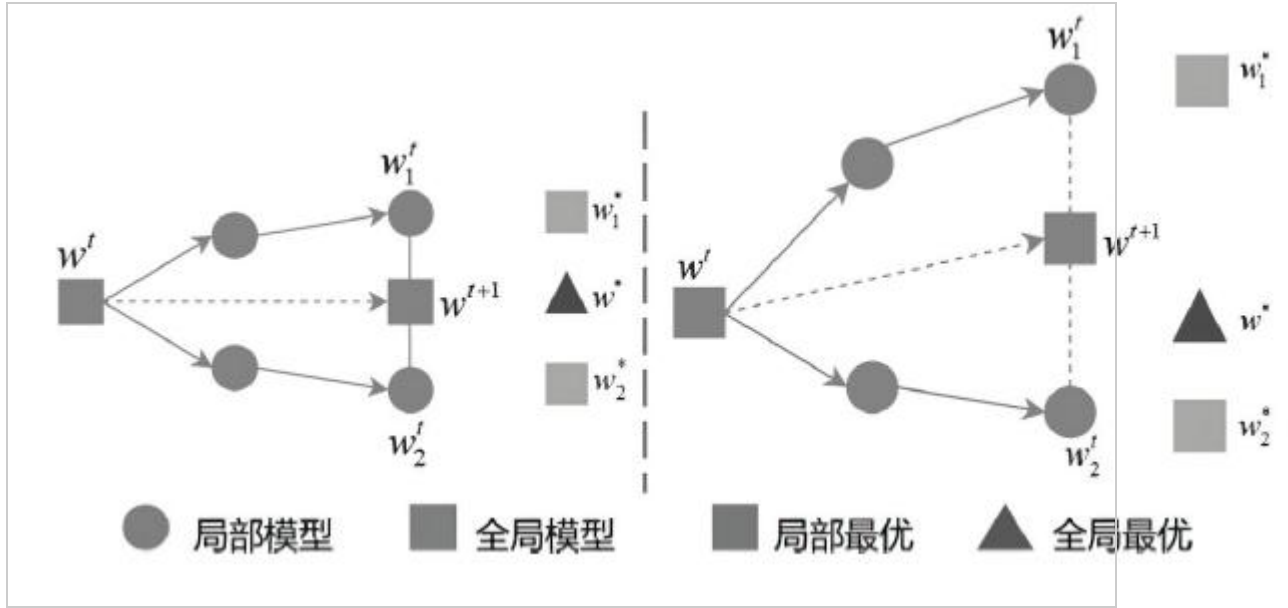 w_1^t
w_1^*
w^t
w^{t+1}
w^*
w_2^*
w_2^t
w_1^t
w_1^*
w^t
w^{t+1}
w^*
w_2^t
w_2^*
局部模型 全局模型 局部最优 全局最优